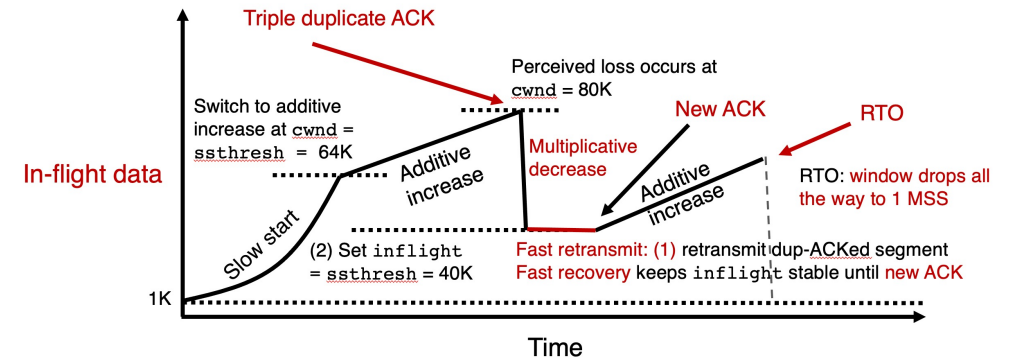 Triple duplicate ACK
Perceived loss occurs at
cwnd = 80K
Switch to additive
increase at cwnd =
ssthresh = 64K
New ACK
RTO
In-flight data
Additive
increase
Multiplicative
decrease
Additive
increase
RTO: window drops all
the way to 1 MSS
Slow start
(2) Set inflight
= ssthresh = 40K
Fast retransmit: (1) retransmit dup-ACKed segment
Fast recovery keeps inflight stable until new ACK
1K
Time